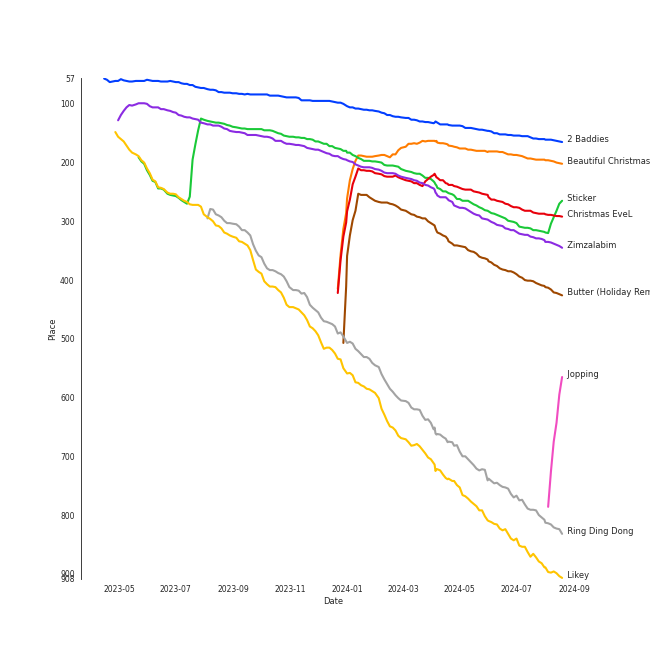 57
100
200
300
400
500
600
700
800
900
908
Place
2 Baddies
Beautiful Christmas
Sticker
Christmas EveL
Zimzalabim
Butter (Holiday Rem
Jopping
Ring Ding Dong
Likey
2023-05
2023-07
2023-09
2023-11
2024-01
2024-03
2024-05
2024-07
2024-09
Date